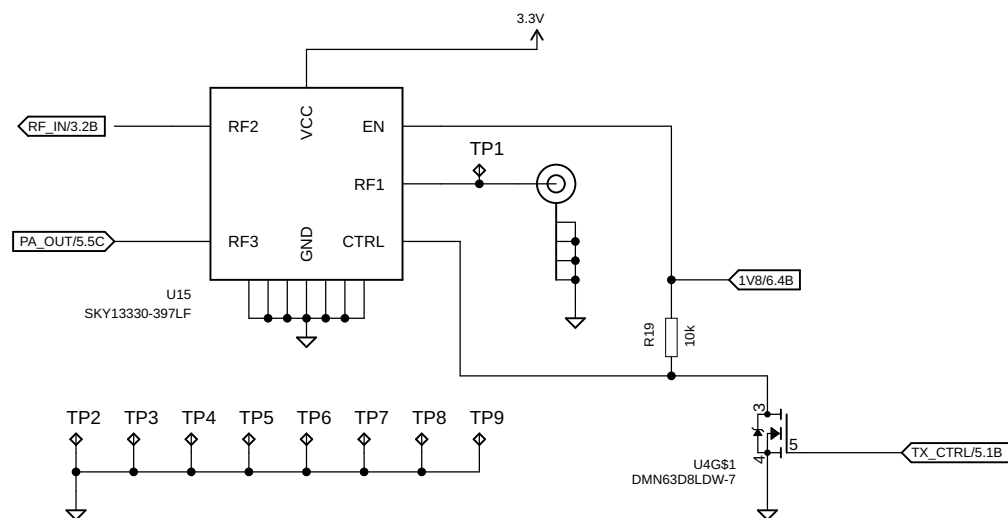 3.3V
RF_IN/3.2B
RF2
VCC
EN
TP1
RF1
PA_OUT/5.5C
RF3
GND
CTRL
1V8/6.4B
U15
SKY13330-397LF
R19
10k
TP2
TP3
TP4
TP5
TP6
TP7
TP8
TP9
3
5
4
TX_CTRL/5.1B
U4G$1
DMN63D8LDW-7